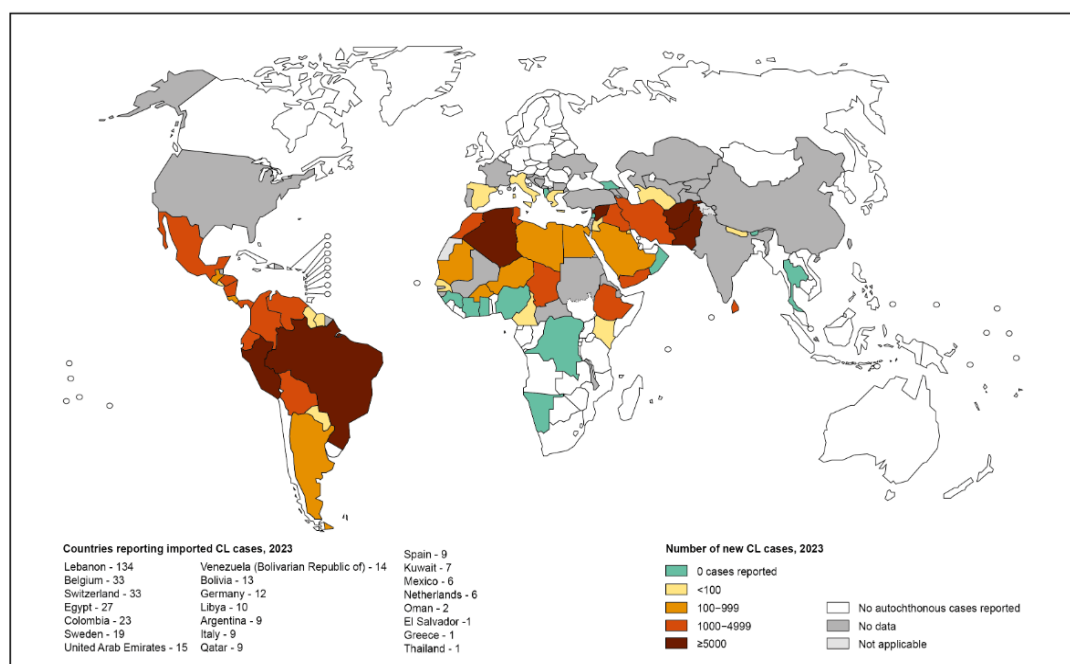 Countries reporting imported CL cases, 2023
Lebanon - 134
Belgium - 33
Switzerland - 33
Egypt - 27
Colombia - 23
Sweden - 19
United Arab Emirates - 15
Venezuela (Bolivarian Republic of) - 14
Bolivia - 13
Germany - 12
Libya - 10
Argentina - 9
Italy - 9
Qatar - 9
Spain - 9
Kuwait - 7
Mexico - 6
Netherlands - 6
Oman - 2
El Salvador -1
Greece - 1
Thailand - 1
Number of new CL cases, 2023
0 cases reported
<100
100−999
1000−4999
≥5000
No autochthonous cases reported
No data
Not applicable